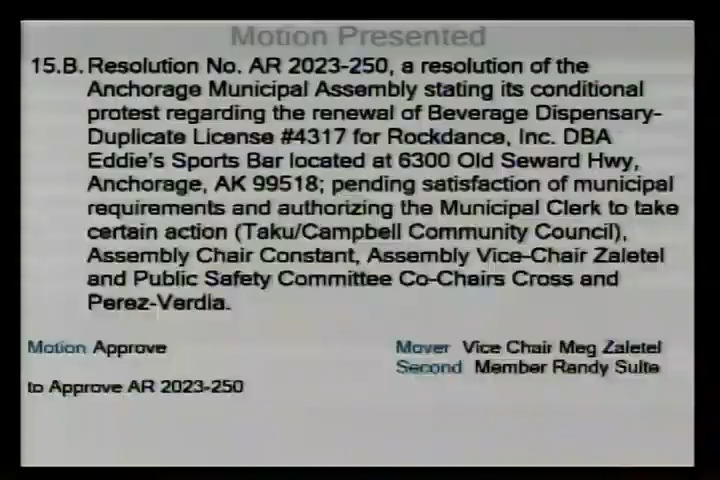 Motion Presented
15.B. Resolution No. AR 2023-250, a resolution of the
Anchorage Municipal Assembly stating its conditional
protest regarding the renewal of Beverage Dispensary-
Duplicate License #4317 for Rockdance, Inc. DBA
Eddie's Sports Bar located at 6300 Old Seward Hwy,
Anchorage, AK 99518; pending satisfaction of municipal
requirements and authorizing the Municipal Clerk to take
certain action (Taku/Campbell Community Council),
Assembly Chair Constant, Assembly Vice-Chair Zaletel
and Public Safety Committee Co-Chairs Cross and
Perez-Verdia.
Motion Approve
Mover Vice Chair Meg Zaletel
Second Member Randy Sulte
to Approve AR 2023-250